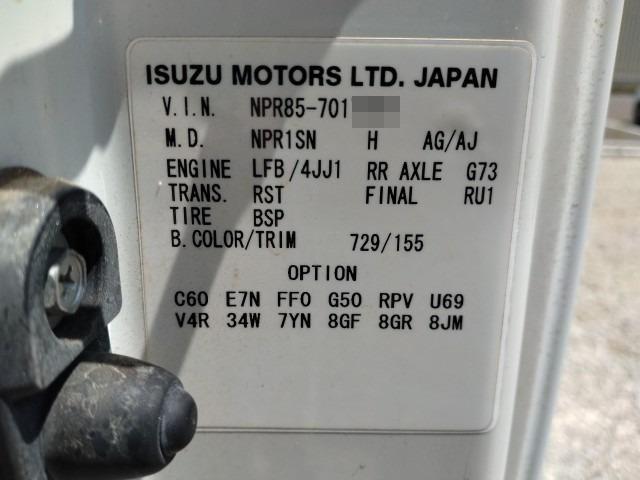 ISUZU MOTORS LTD. JAPAN
V.I.N. NPR85-701
M.D. NPR1SN H AG/AJ
ENGINE LFB/4JJ1 RR AXLE G73
TRANS. RST FINAL RU1
TIRE BSP
B.COLOR/TRIM 729/155
OPTION
C60 E7N FF0 G50 RPV U69
V4R 34W 7YN 8GF 8GR 8JM